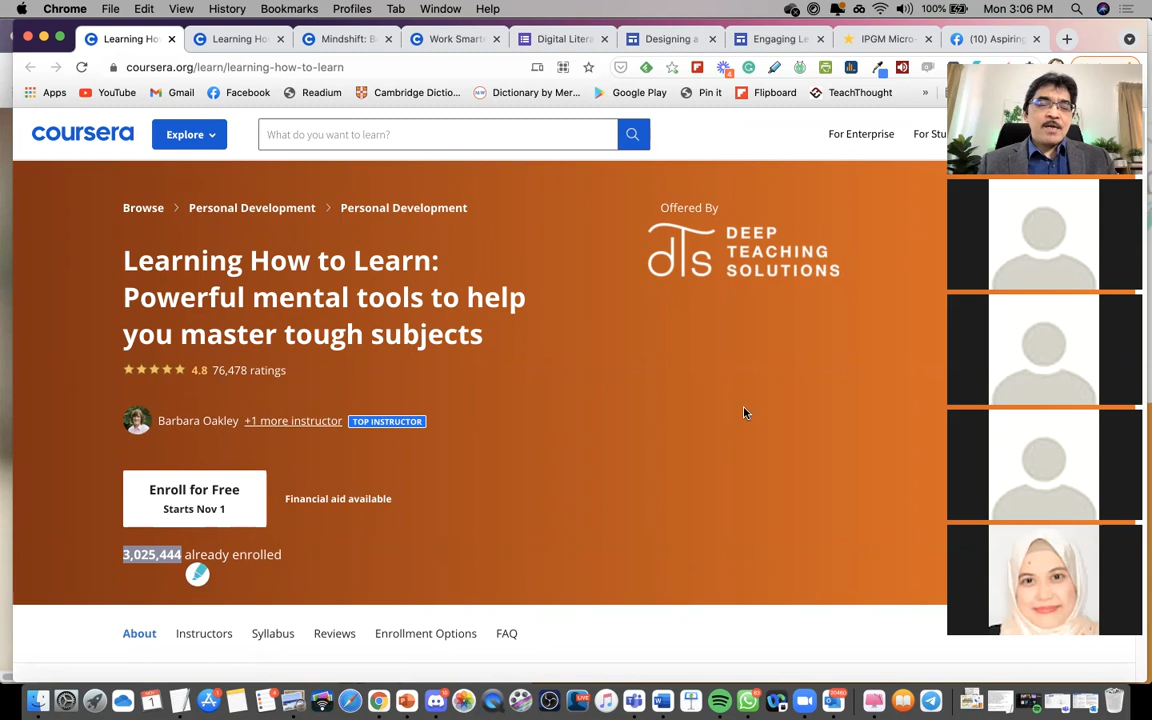 Chrome File Edit View History Bookmarks Profiles Tab Window Help 100% Mon 3:06 PM
Learning Ho Learning Ho Mindshift: B Work Smarte Digital Litera Designing a Engaging Le IPGM Micro- (10) Aspiring
coursera.org/learn/learning-how-to-learn
Apps YouTube Gmail Facebook Readium Cambridge Dictio... Dictionary by Mer... Google Play Pin it Flipboard TeachThought »
coursera Explore What do you want to learn? For Enterprise For Stu
Browse Personal Development Personal Development
Offered By
dTs DEEP
TEACHING
SOLUTIONS
Learning How to Learn:
Powerful mental tools to help
you master tough subjects
4.8 76,478 ratings
Barbara Oakley +1 more instructor TOP INSTRUCTOR
Enroll for Free
Starts Nov 1
Financial aid available
3,025,444 already enrolled
About Instructors Syllabus Reviews Enrollment Options FAQ